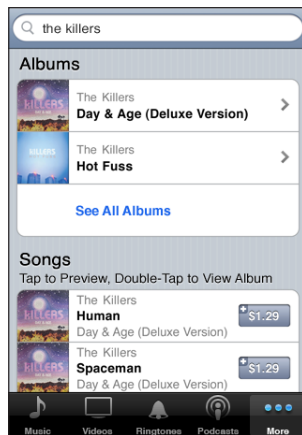 the killers
Albums
The Killers
Day & Age (Deluxe Version)
The Killers
Hot Fuss
See All Albums
Songs
Tap to Preview, Double-Tap to View Album
The Killers
Human
$1.29
Day & Age (Deluxe Version)
The Killers
Spaceman
$1.29
Day & Age (Deluxe Version)
Music Videos Ringtones Podcasts More